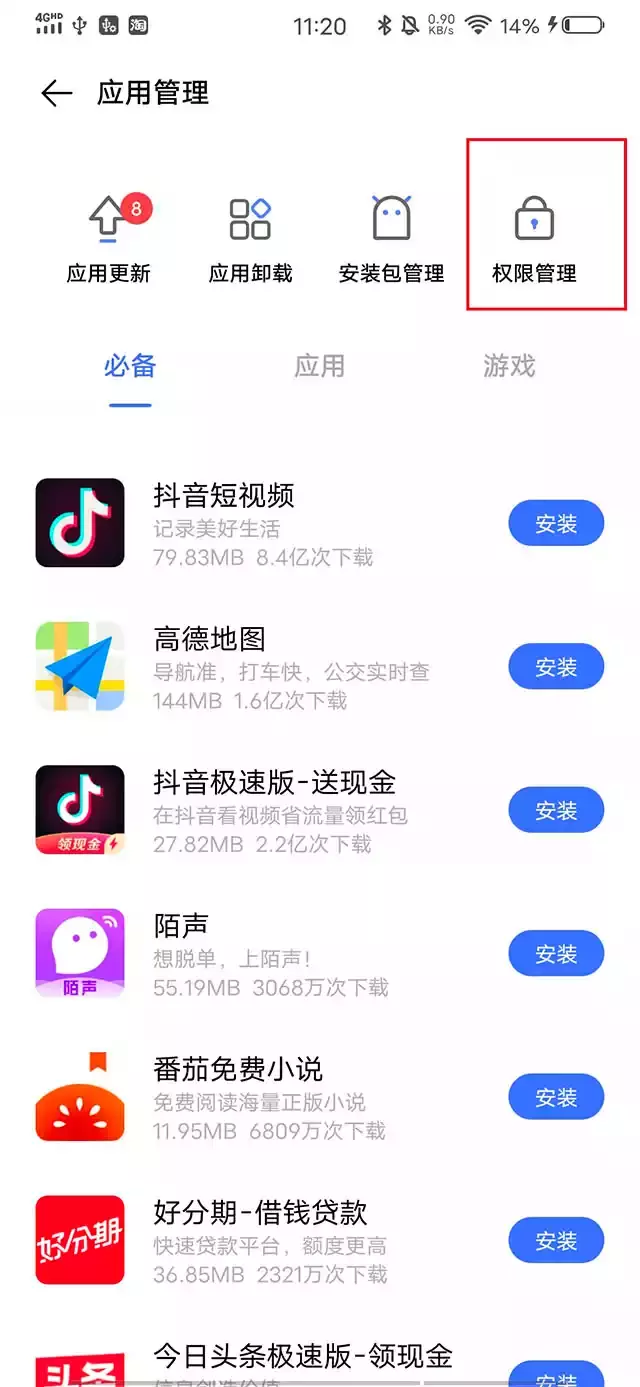 4GHD
淘
11:20
0.90
KB/s
14%
应用管理
8
应用更新
应用卸载
安装包管理
权限管理
必备
应用
游戏
抖音短视频
记录美好生活
79.83MB 8.4亿次下载
安装
高德地图
导航准，打车快，公交实时查
144MB 1.6亿次下载
安装
领现金
抖音极速版-送现金
在抖音看视频省流量领红包
27.82MB 2.2亿次下载
安装
陌声
陌声
想脱单，上陌声！
55.19MB 3068万次下载
安装
番茄免费小说
免费阅读海量正版小说
11.95MB 6809万次下载
安装
好分期
好分期-借钱贷款
快速贷款平台，额度更高
36.85MB 2321万次下载
安装
头条
今日头条极速版-领现金
信息创造价值
安装